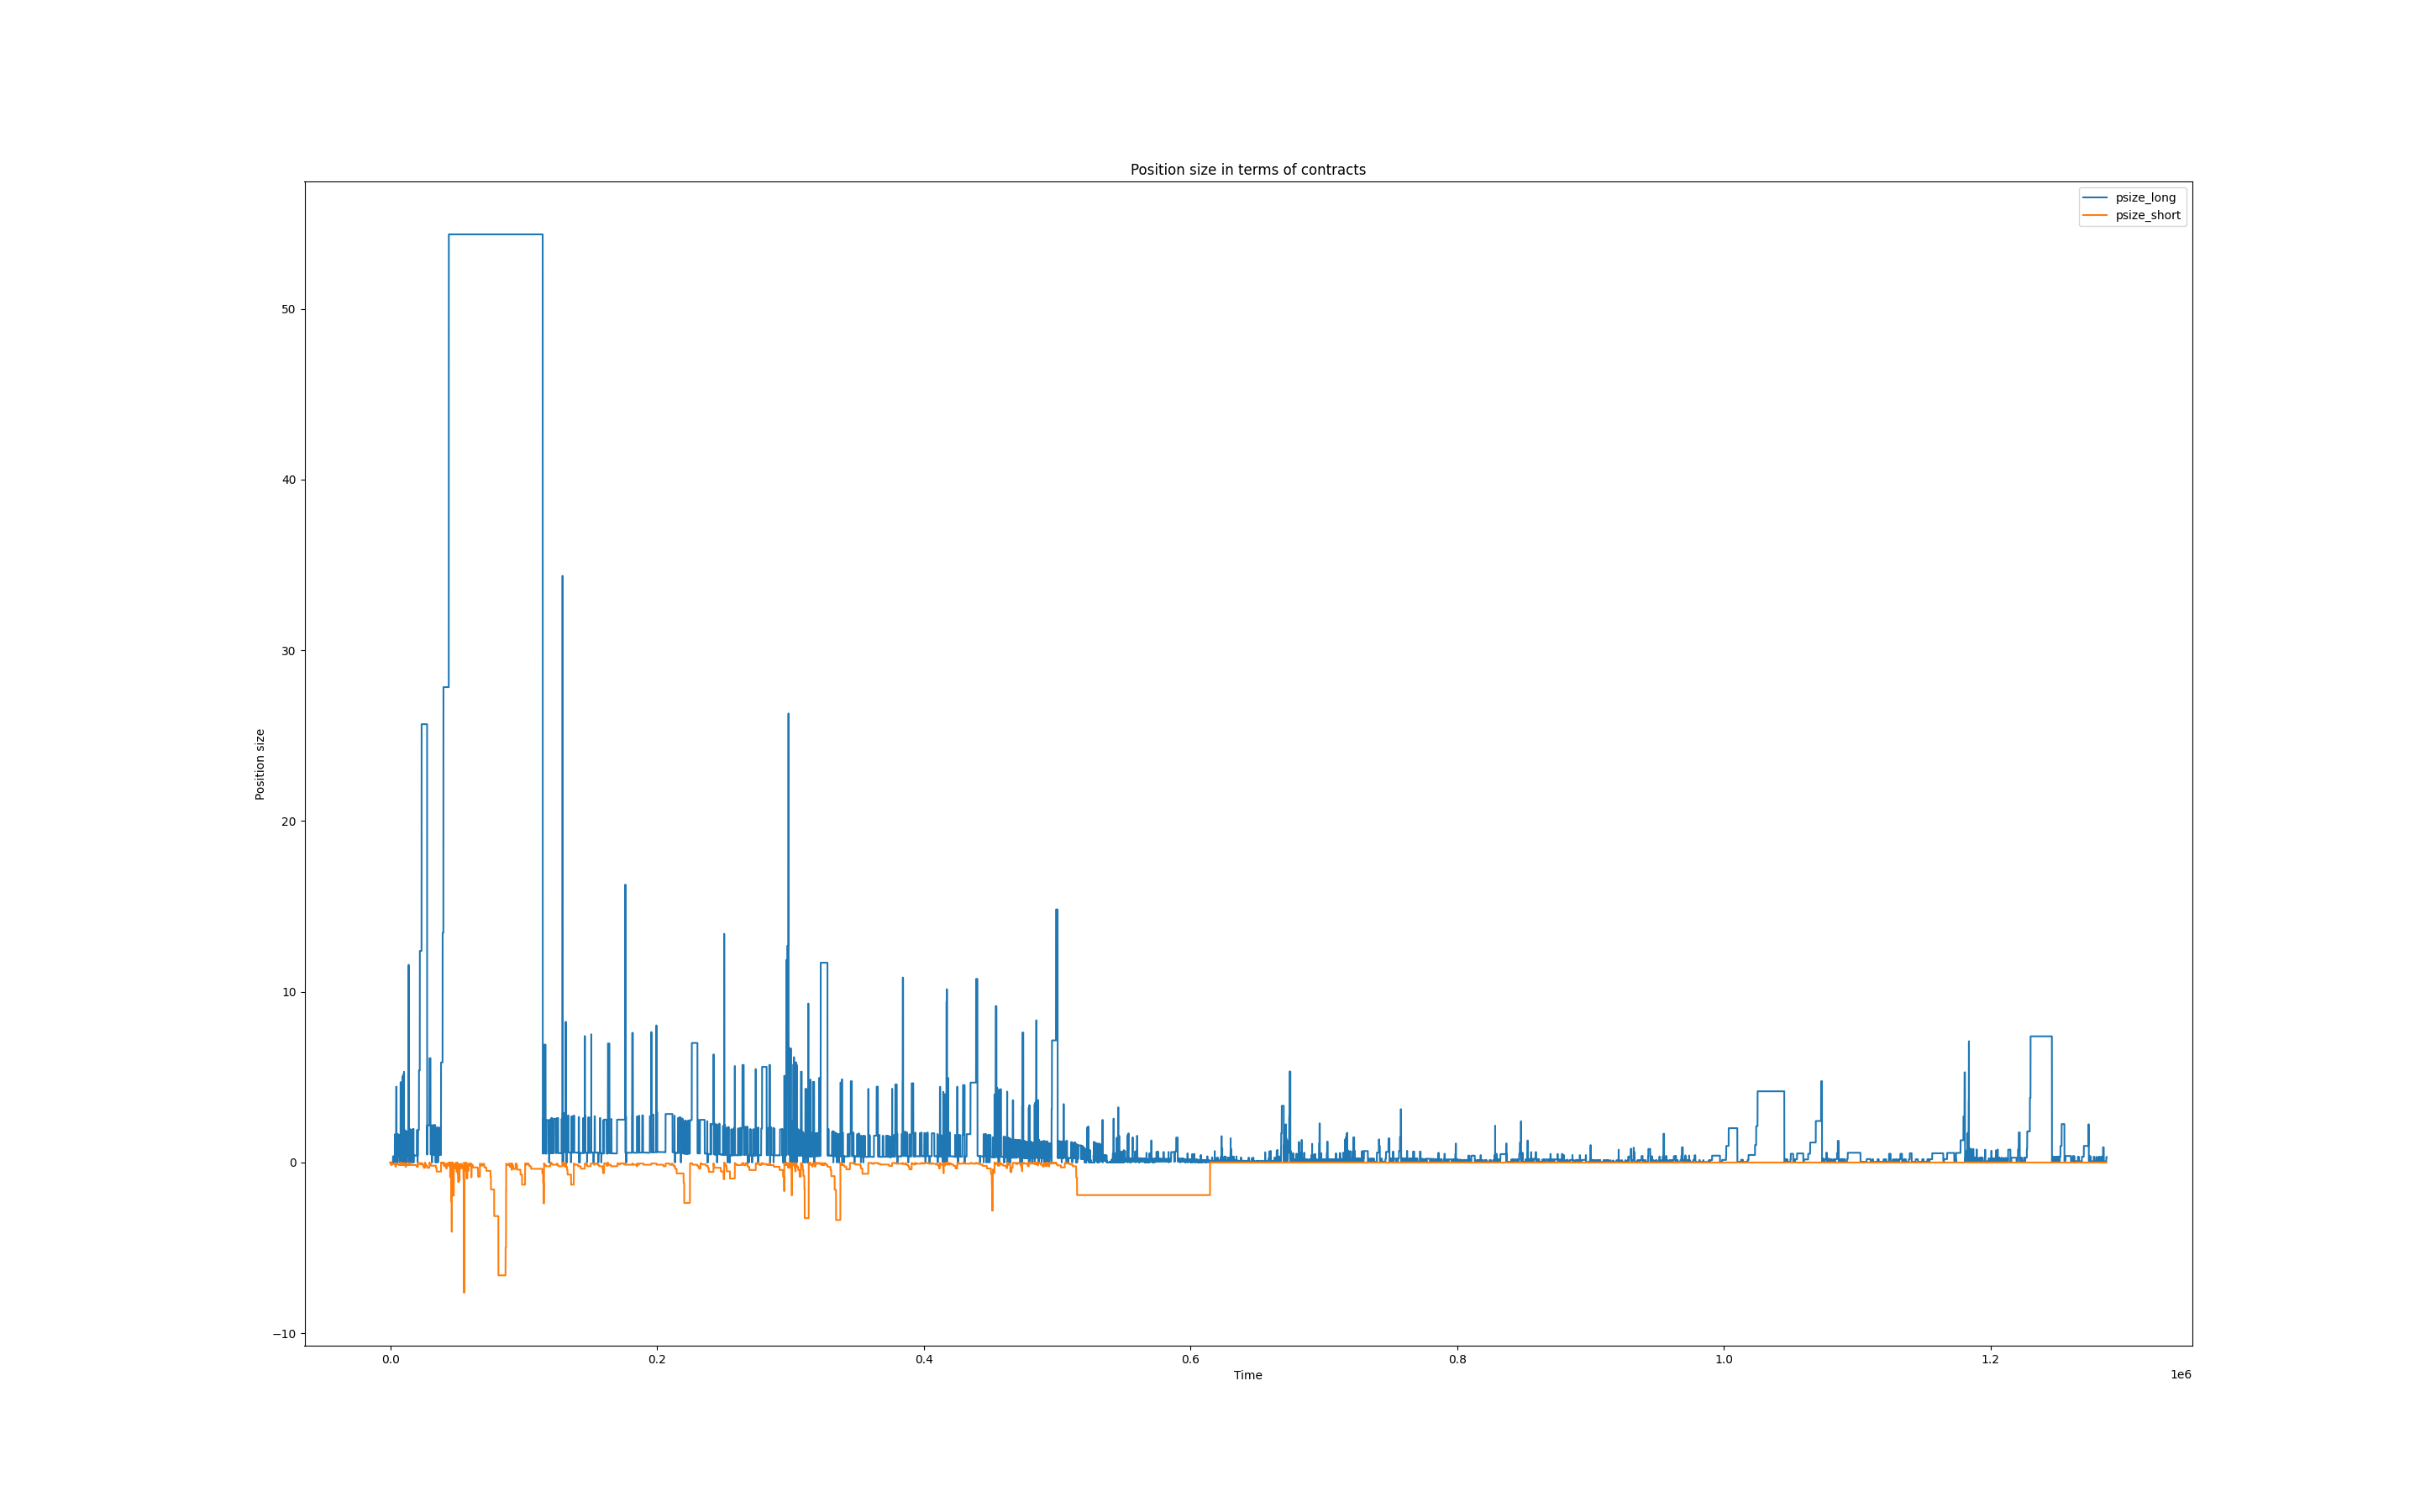 Position size in terms of contracts
psize_long
psize_short
Position size
50
40
30
20
10
0
−10
0.0 0.2 0.4 0.6 0.8 1.0 1.2
Time
1e6